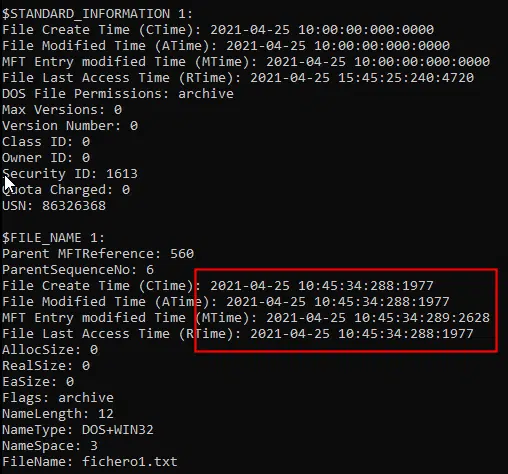 $STANDARD_INFORMATION 1:
File Create Time (CTime): 2021-04-25 10:00:00:000:0000
File Modified Time (ATime): 2021-04-25 10:00:00:000:0000
MFT Entry modified Time (MTime): 2021-04-25 10:00:00:000:0000
File Last Access Time (RTime): 2021-04-25 15:45:25:240:4720
DOS File Permissions: archive
Max Versions: 0
Version Number: 0
Class ID: 0
Owner ID: 0
Security ID: 1613
Quota Charged: 0
USN: 86326368
$FILE_NAME 1:
Parent MFTReference: 560
ParentSequenceNo: 6
File Create Time (CTime): 2021-04-25 10:45:34:288:1977
File Modified Time (ATime): 2021-04-25 10:45:34:288:1977
MFT Entry modified Time (MTime): 2021-04-25 10:45:34:289:2628
File Last Access Time (RTime): 2021-04-25 10:45:34:288:1977
AllocSize: 0
RealSize: 0
EaSize: 0
Flags: archive
NameLength: 12
NameType: DOS+WIN32
NameSpace: 3
FileName: fichero1.txt